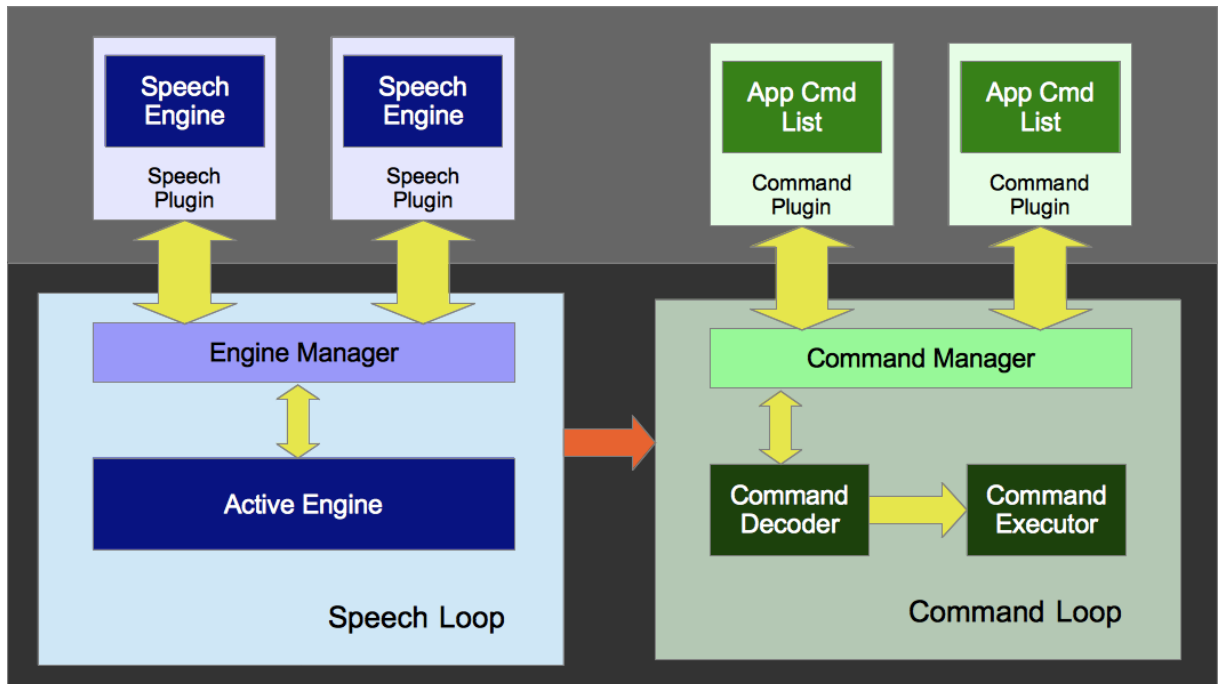 Speech
Engine
Speech
Plugin
Speech
Engine
Speech
Plugin
App Cmd
List
Command
Plugin
App Cmd
List
Command
Plugin
Engine Manager
Active Engine
Speech Loop
Command Manager
Command
Decoder
Command
Executor
Command Loop